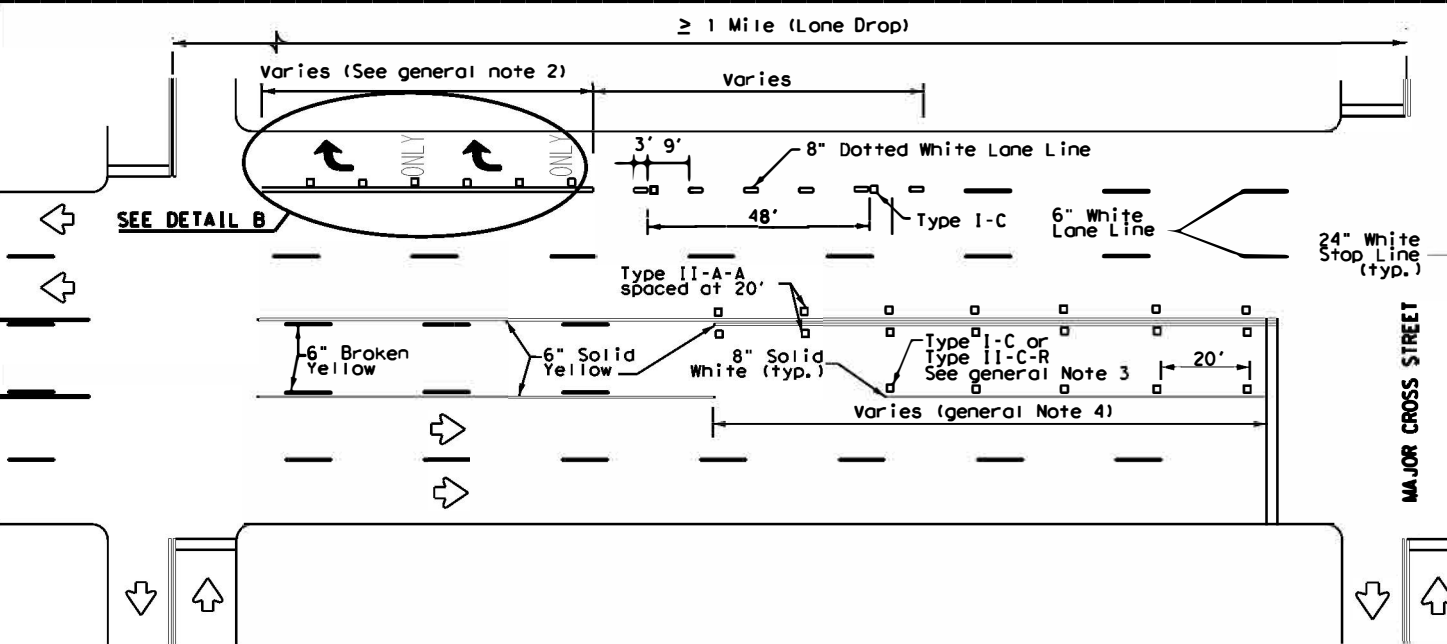 ≥ 1 Mile (Lone Drop)
Varies (See general note 2)
Varies
ONLY
ONLY
3' 9'
8" Dotted White Lane Line
SEE DETAIL B
48'
Type I-C
6" White
Lane Line
24" White
Stop Line
(typ.)
Type II-A-A
spaced at 20'
6" Broken
Yellow
6" Solid
Yellow
8" Solid
White (typ.)
Type I-C or
Type II-C-R
See general Note 3
20'
Varies (general Note 4)
MAJOR CROSS STREET